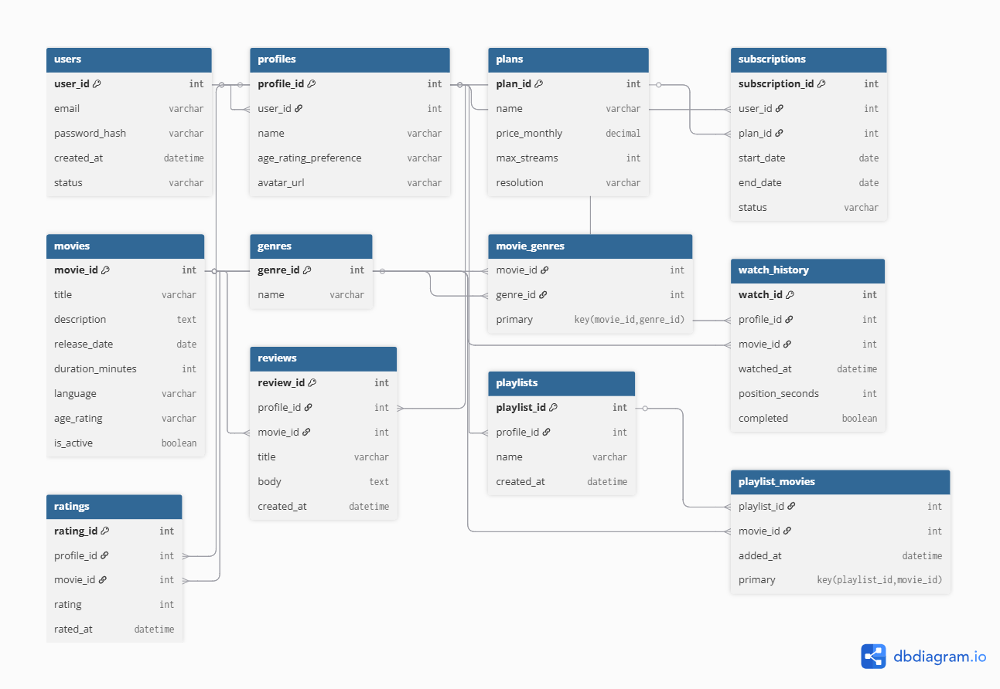 users
user_id int
email varchar
password_hash varchar
created_at datetime
status varchar
profiles
profile_id int
user_id int
name varchar
age_rating_preference varchar
avatar_url varchar
plans
plan_id int
name varchar
price_monthly decimal
max_streams int
resolution varchar
subscriptions
subscription_id int
user_id int
plan_id int
start_date date
end_date date
status varchar
movies
movie_id int
title varchar
description text
release_date date
duration_minutes int
language varchar
age_rating varchar
is_active boolean
genres
genre_id int
name varchar
movie_genres
movie_id int
genre_id int
primary key(movie_id,genre_id)
watch_history
watch_id int
profile_id int
movie_id int
watched_at datetime
position_seconds int
completed boolean
reviews
review_id int
profile_id int
movie_id int
title varchar
body text
created_at datetime
playlists
playlist_id int
profile_id int
name varchar
created_at datetime
ratings
rating_id int
profile_id int
movie_id int
rating int
rated_at datetime
playlist_movies
playlist_id int
movie_id int
added_at datetime
primary key(playlist_id,movie_id)
dbdiagram.io